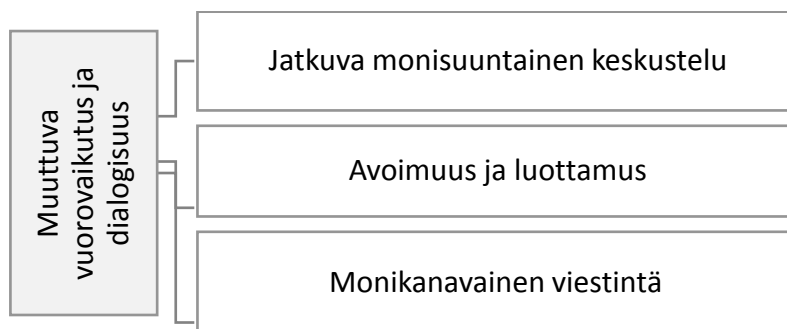 Muuttuva
vuorovaikutus ja
dialogisuus
Jatkuva monisuuntainen keskustelu
Avoimuus ja luottamus
Monikanavainen viestintä